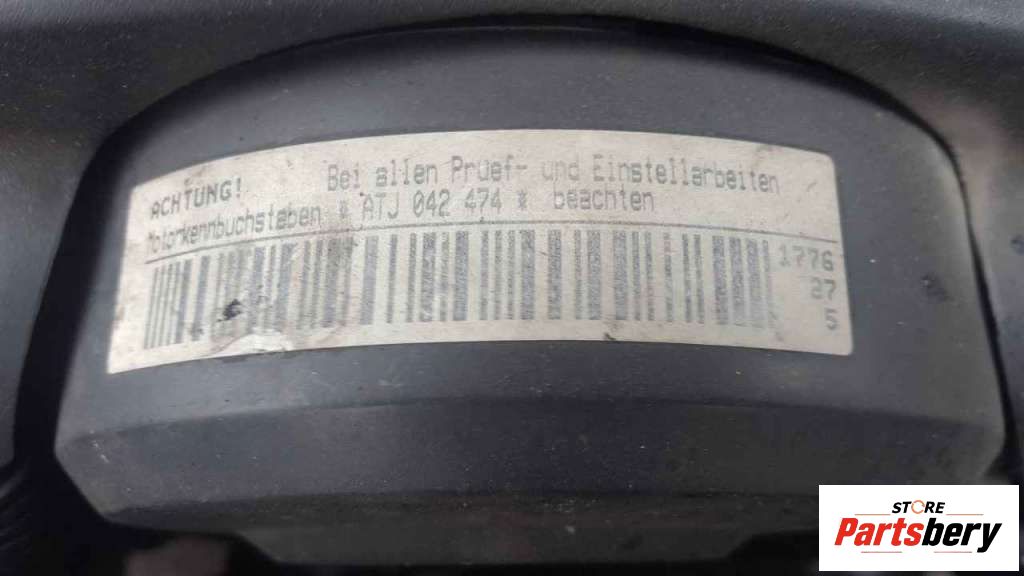 ACHTUNG! Bei allen Pruef- und Einstellarbeiten
Motorkennbuchstaben * ATJ 042 474 * beachten
1776
27
5
STORE
Partsbery